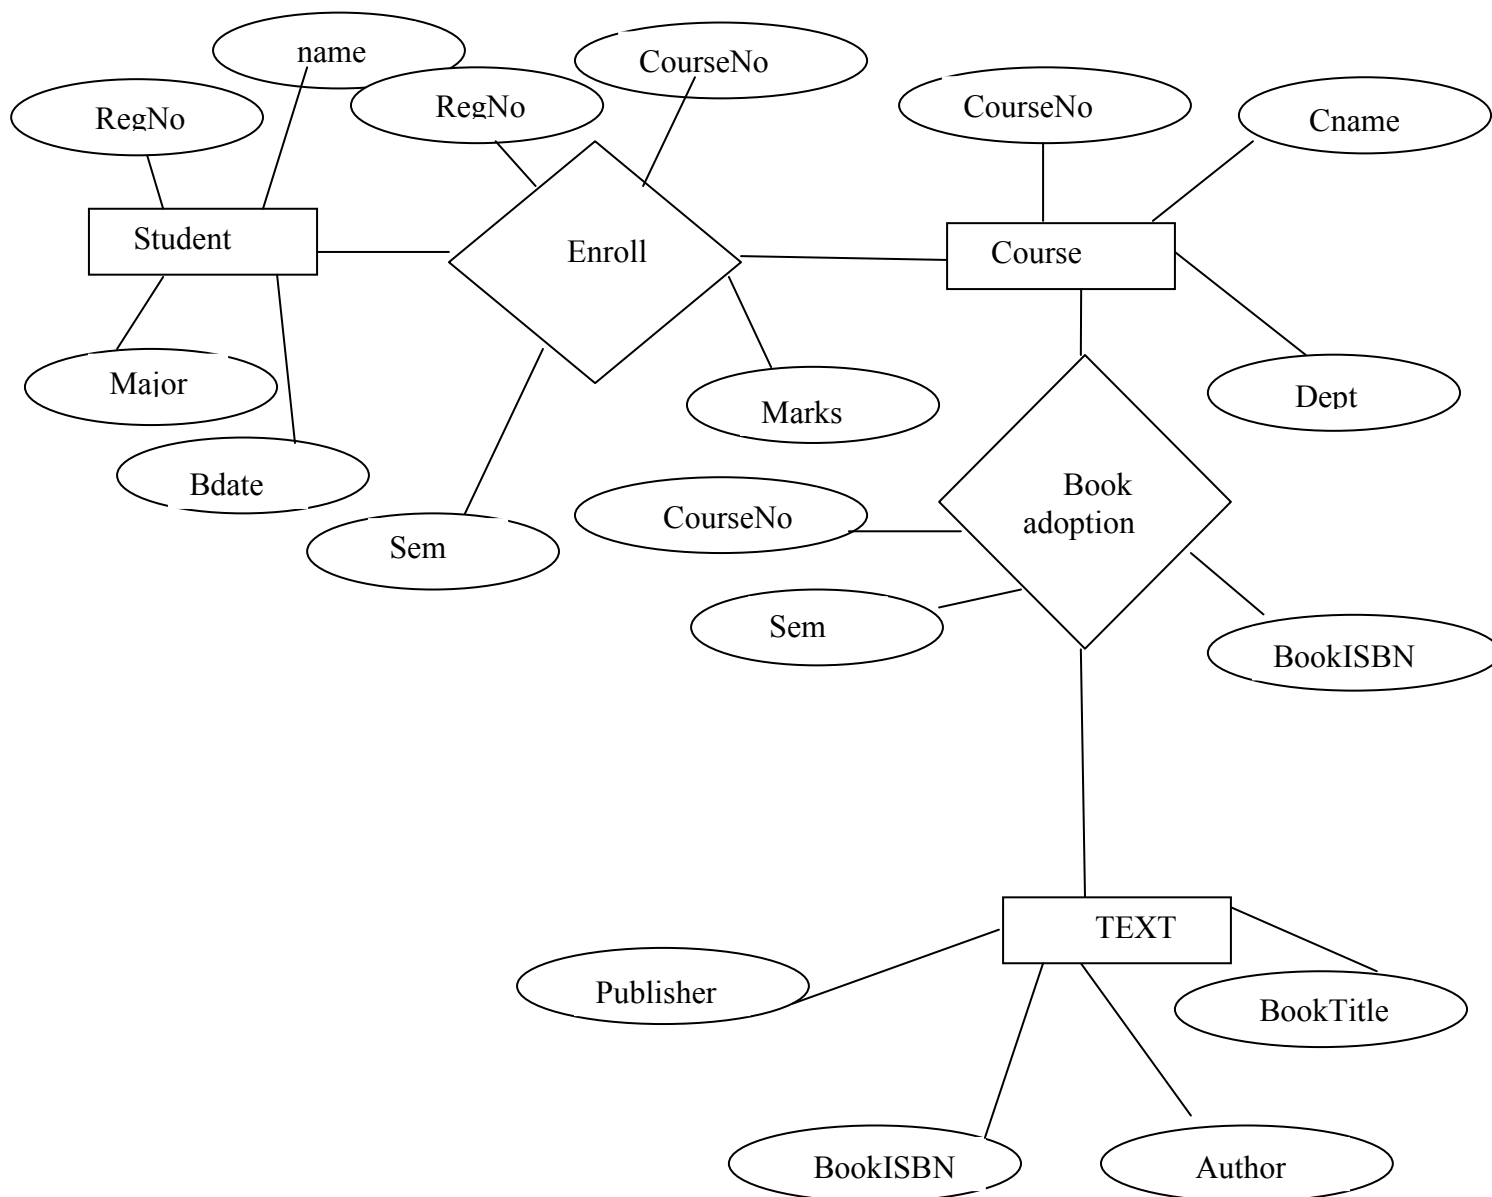 name
CourseNo
RegNo
RegNo
CourseNo
Cname
Student
Enroll
Course
Major
Marks
Dept
Bdate
Sem
CourseNo
Book
adoption
Sem
BookISBN
TEXT
Publisher
BookTitle
BookISBN
Author